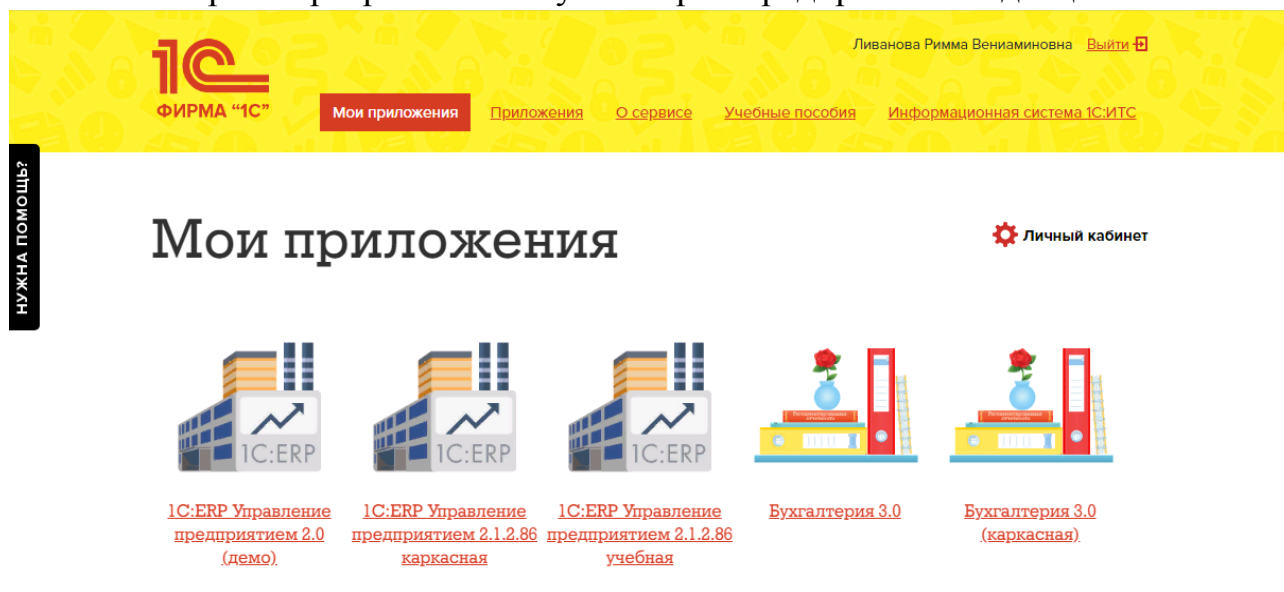 Ливанова Римма Вениаминовна Выйти
1С
ФИРМА “1С”
Мои приложения Приложения О сервисе Учебные пособия Информационная система 1С:ИТС
НУЖНА ПОМОЩЬ?
Мои приложения
Личный кабинет
1C:ERP 1C:ERP 1C:ERP
1С:ERP Управление предприятием 2.0 (демо)
1С:ERP Управление предприятием 2.1.2.86 каркасная
1С:ERP Управление предприятием 2.1.2.86 учебная
Бухгалтерия 3.0
Бухгалтерия 3.0 (каркасная)